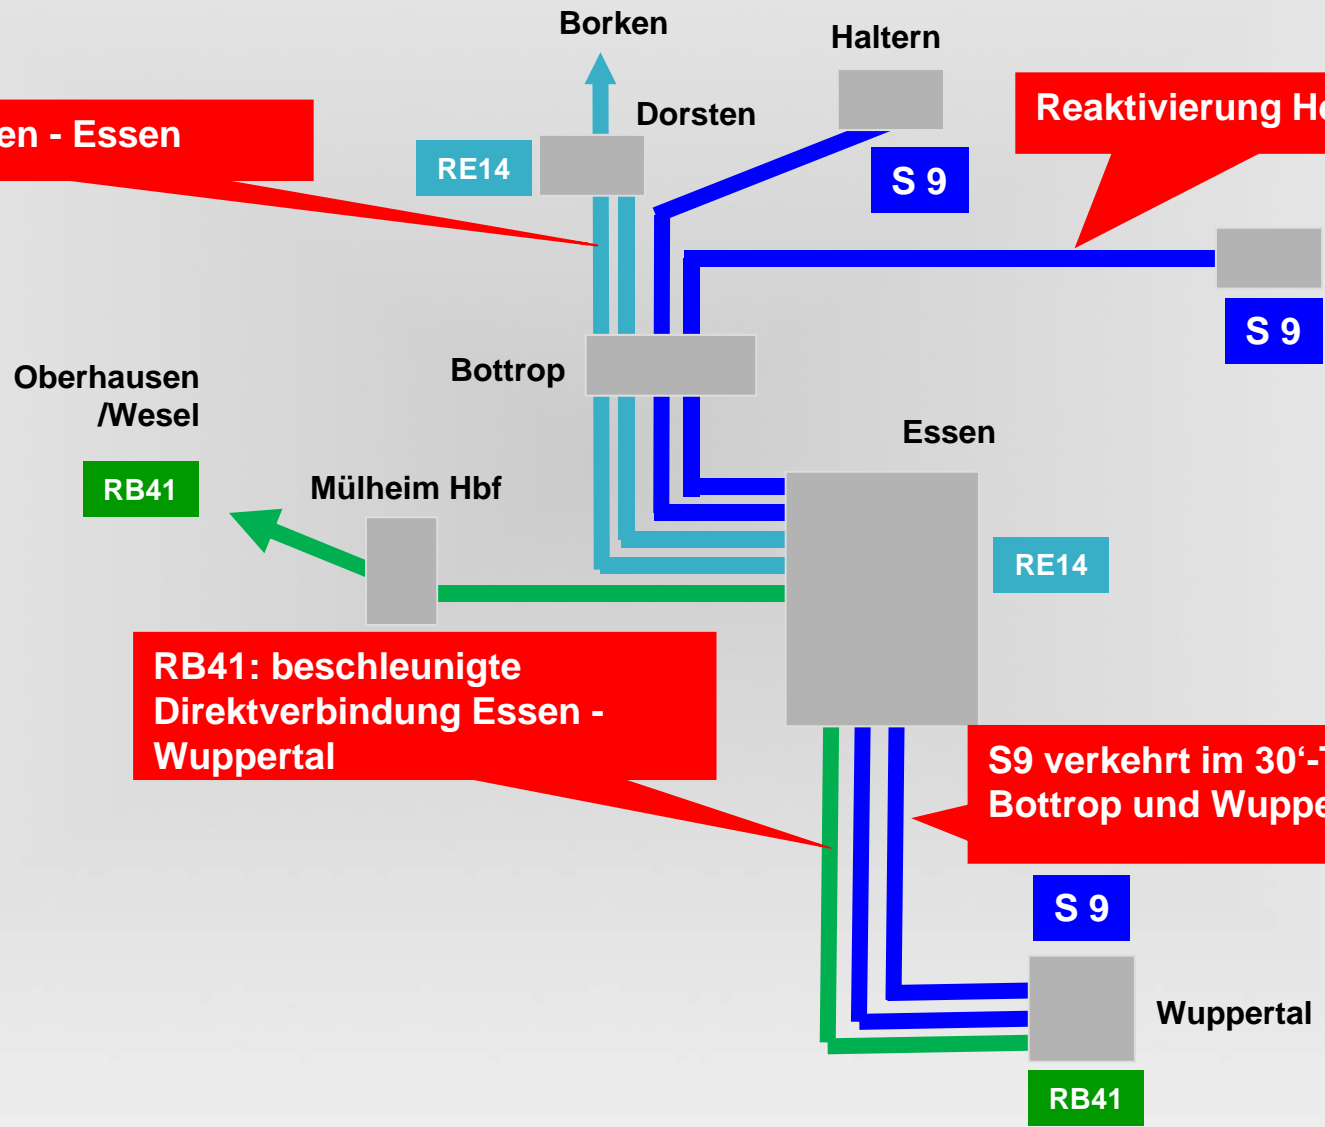 Borken
Haltern
en - Essen
Dorsten
Reaktivierung
RE14
S 9
S 9
Bottrop
Oberhausen
/Wesel
Essen
RB41
Mülheim Hbf
RE14
RB41: beschleunigte
Direktverbindung Essen -
Wuppertal
S9 verkehrt im 30‘-T
Bottrop und Wuppe
S 9
Wuppertal
RB41